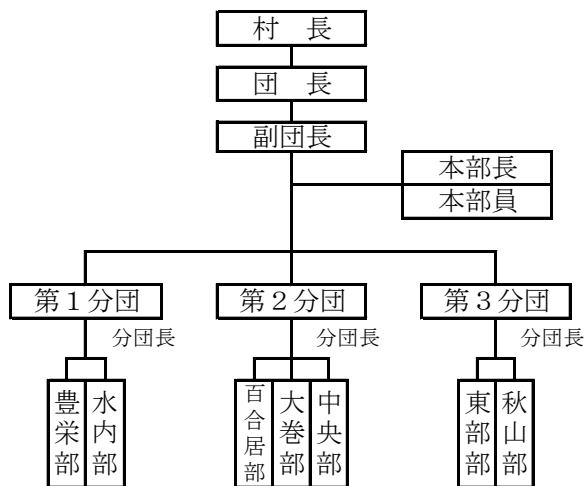 村　長
団　長
副団長
本部長
本部員
第１分団
第２分団
第３分団
分団長
分団長
分団長
豊栄部
水内部
百合居部
大巻部
中央部
東部部
秋山部